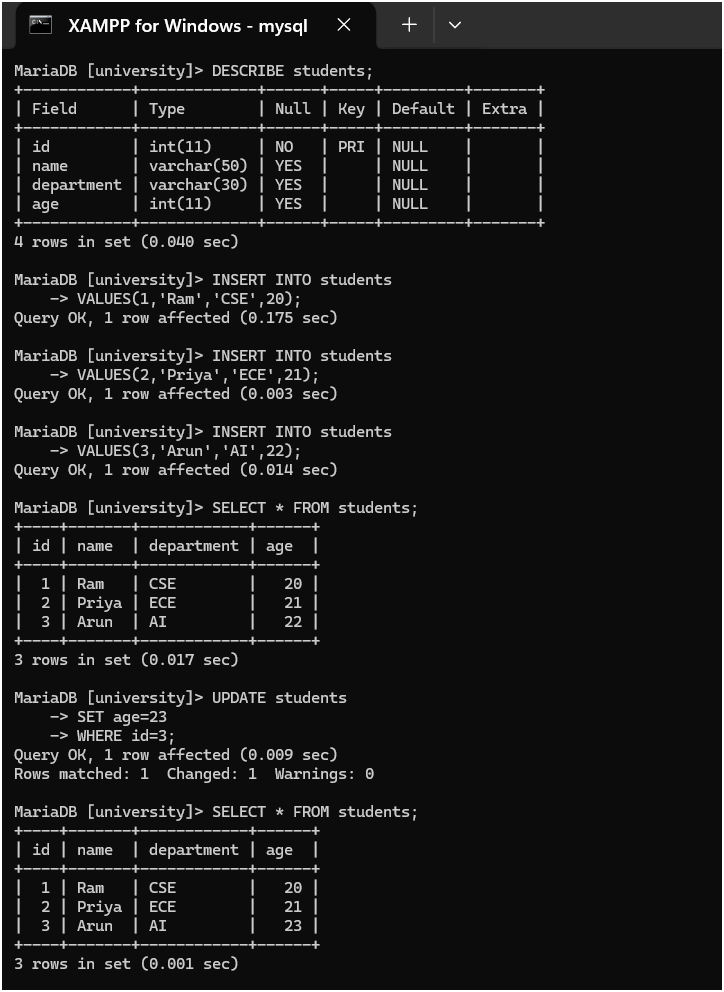 XAMPP for Windows - mysql
MariaDB [university]> DESCRIBE students;
+------------+-------------+------+-----+---------+-------+
| Field      | Type        | Null | Key | Default | Extra |
+------------+-------------+------+-----+---------+-------+
| id         | int(11)     | NO   | PRI | NULL    |       |
| name       | varchar(50) | YES  |     | NULL    |       |
| department | varchar(30) | YES  |     | NULL    |       |
| age        | int(11)     | YES  |     | NULL    |       |
+------------+-------------+------+-----+---------+-------+
4 rows in set (0.040 sec)

MariaDB [university]> INSERT INTO students
    -> VALUES(1,'Ram','CSE',20);
Query OK, 1 row affected (0.175 sec)

MariaDB [university]> INSERT INTO students
    -> VALUES(2,'Priya','ECE',21);
Query OK, 1 row affected (0.003 sec)

MariaDB [university]> INSERT INTO students
    -> VALUES(3,'Arun','AI',22);
Query OK, 1 row affected (0.014 sec)

MariaDB [university]> SELECT * FROM students;
+----+-------+------------+------+
| id | name  | department | age  |
+----+-------+------------+------+
|  1 | Ram   | CSE        |   20 |
|  2 | Priya | ECE        |   21 |
|  3 | Arun  | AI         |   22 |
+----+-------+------------+------+
3 rows in set (0.017 sec)

MariaDB [university]> UPDATE students
    -> SET age=23
    -> WHERE id=3;
Query OK, 1 row affected (0.009 sec)
Rows matched: 1  Changed: 1  Warnings: 0

MariaDB [university]> SELECT * FROM students;
+----+-------+------------+------+
| id | name  | department | age  |
+----+-------+------------+------+
|  1 | Ram   | CSE        |   20 |
|  2 | Priya | ECE        |   21 |
|  3 | Arun  | AI         |   23 |
+----+-------+------------+------+
3 rows in set (0.001 sec)